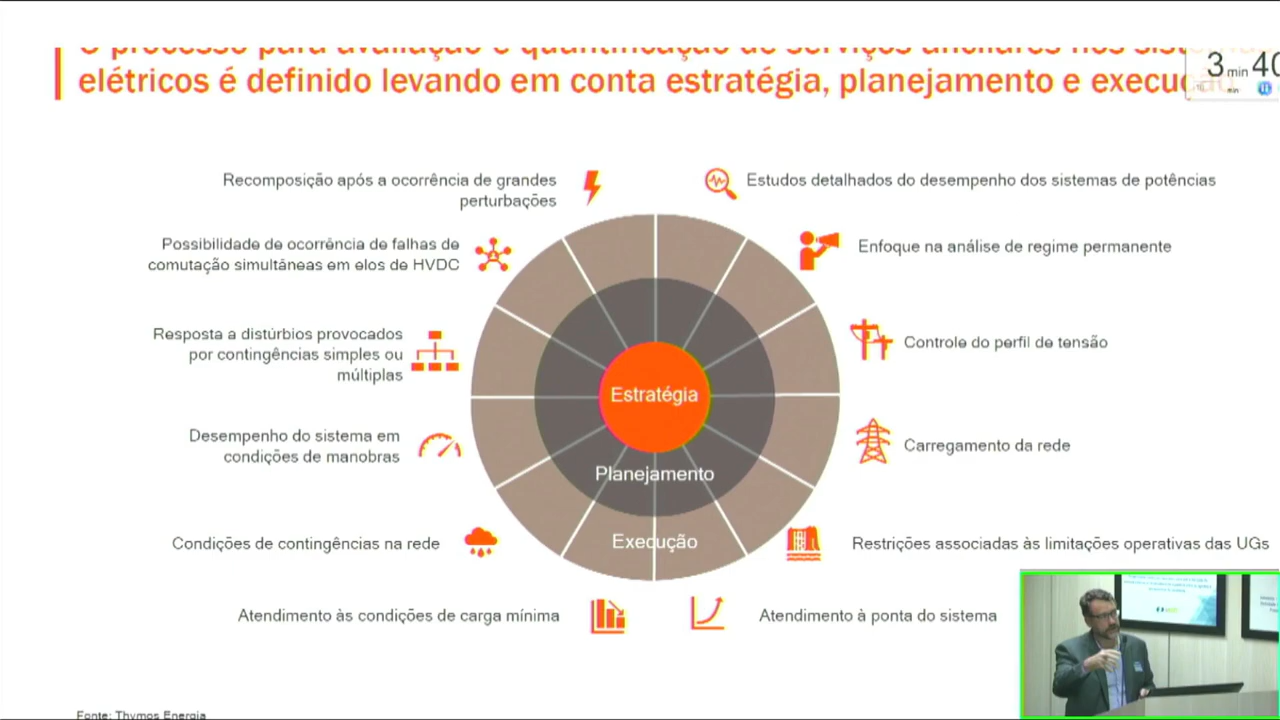 O processo para avaliação e quantificação de serviços ancilares nos
elétricos é definido levando em conta estratégia, planejamento e execução
3 min 40
Recomposição após a ocorrência de grandes
perturbações
Estudos detalhados do desempenho dos sistemas de potências
Possibilidade de ocorrência de falhas de
comutação simultâneas em elos de HVDC
Enfoque na análise de regime permanente
Resposta a distúrbios provocados
por contingências simples ou
múltiplas
Controle do perfil de tensão
Estratégia
Desempenho do sistema em
condições de manobras
Carregamento da rede
Planejamento
Condições de contingências na rede
Execução
Restrições associadas às limitações operativas das UGs
Atendimento às condições de carga mínima
Atendimento à ponta do sistema
Fonte: Thymos Energia